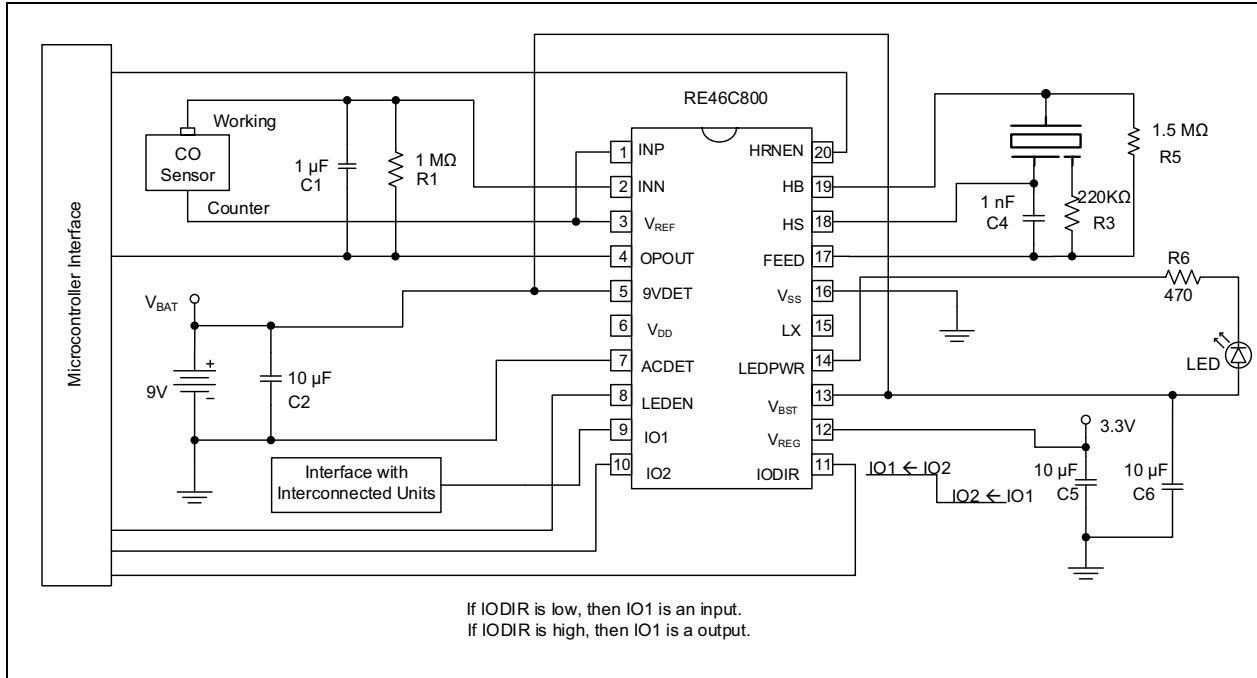 Microcontroller Interface
RE46C800
Working
CO
Sensor
Counter
1 µF
C1
1 MΩ
R1
1 INP
2 INN
3 VREF
4 OPOUT
5 9VDET
6 VDD
7 ACDET
8 LEDEN
9 IO1
10 IO2
HRNEN 20
HB 19
HS 18
FEED 17
VSS 16
LX 15
LEDPWR 14
VBST 13
VREG 12
IODIR 11
VBAT
+
9V
–
10 µF
C2
Interface with
Interconnected Units
1.5 MΩ
R5
1 nF
C4
220KΩ
R3
R6
470
LED
3.3V
10 µF
C5
10 µF
C6
IO1 ← IO2
IO2 ← IO1
If IODIR is low, then IO1 is an input.
If IODIR is high, then IO1 is a output.